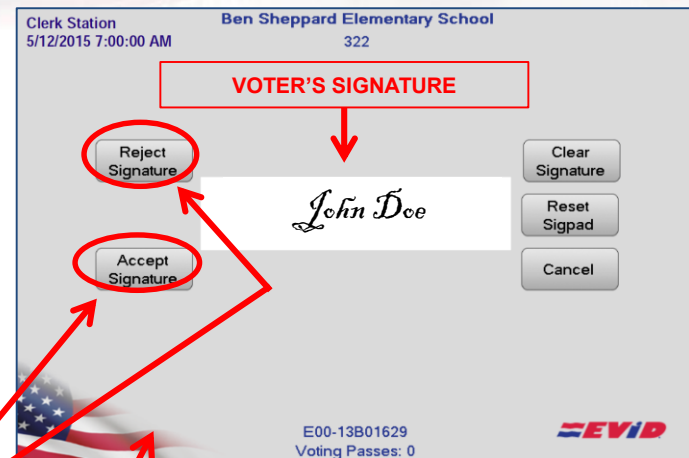 Clerk Station
5/12/2015 7:00:00 AM
Ben Sheppard Elementary School
322
VOTER'S SIGNATURE
Reject
Signature
Accept
Signature
John Doe
Clear
Signature
Reset
Sigpad
Cancel
E00-13B01629
Voting Passes: 0
EViD